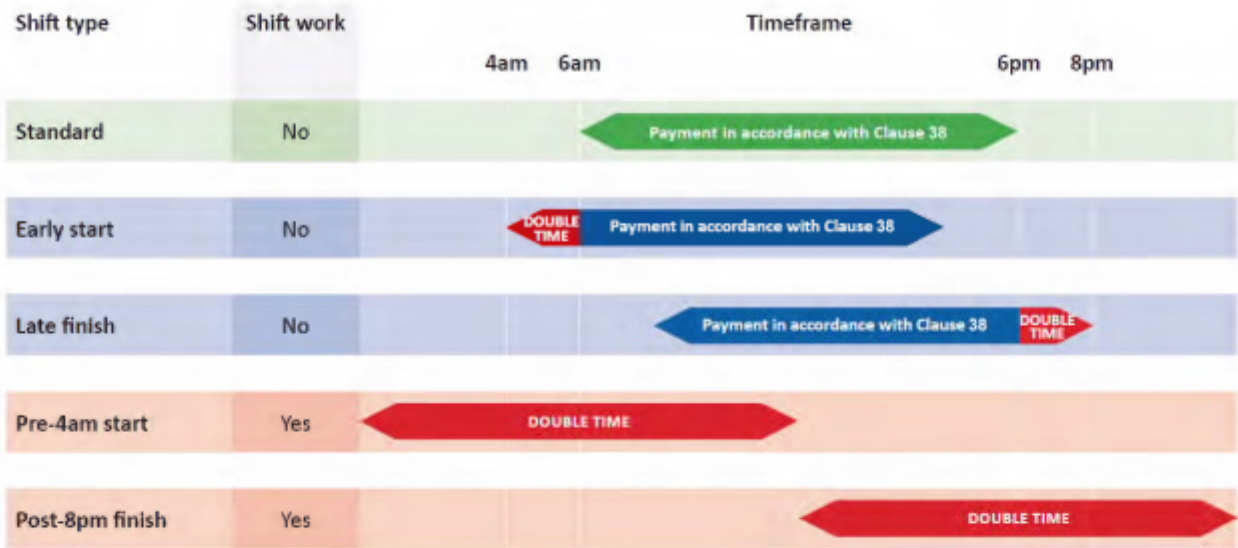 Shift type Shift work Timeframe
4am 6am 6pm 8pm
Standard No Payment in accordance with Clause 38
Early start No DOUBLE TIME Payment in accordance with Clause 38
Late finish No Payment in accordance with Clause 38 DOUBLE TIME
Pre-4am start Yes DOUBLE TIME
Post-8pm finish Yes DOUBLE TIME